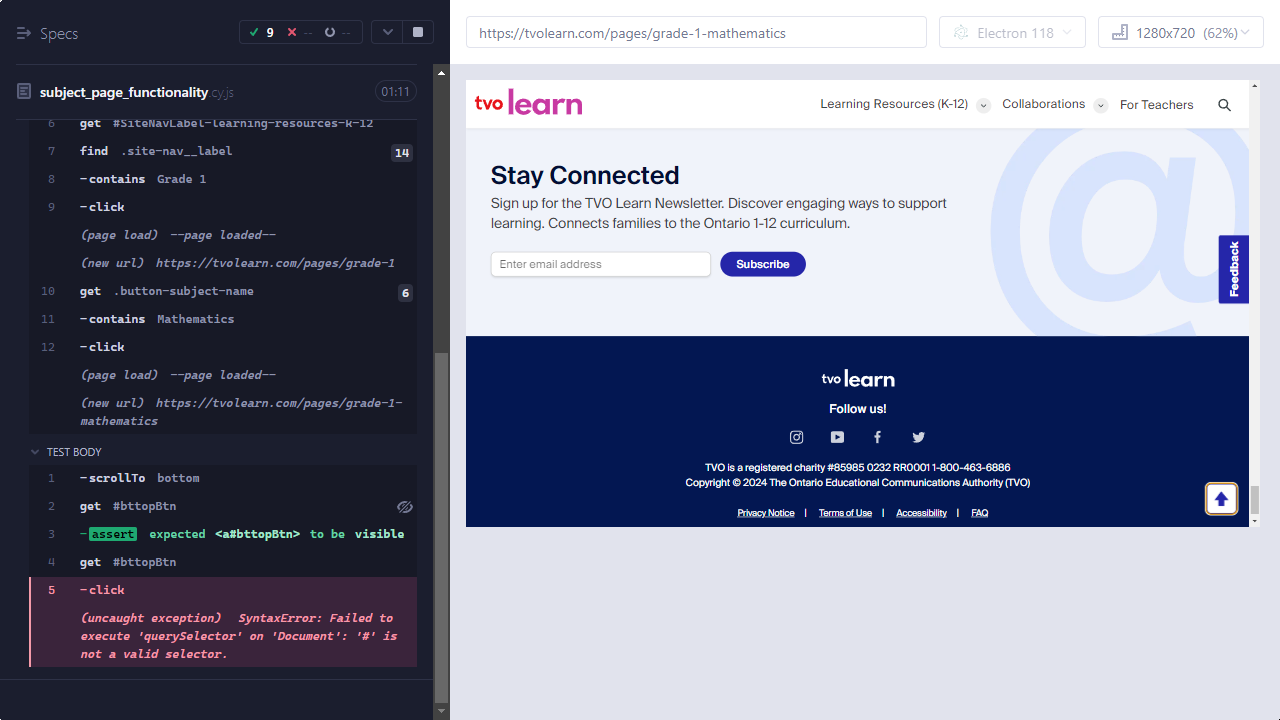 Specs
9
--
--
subject_page_functionality.cy.js
01:11
6 get #SiteNavLabel-learning-resources-k-12
7 find .site-nav__label 14
8 -contains Grade 1
9 -click
(page load) --page loaded--
(new url) https://tvolearn.com/pages/grade-1
10 get .button-subject-name 6
11 -contains Mathematics
12 -click
(page load) --page loaded--
(new url) https://tvolearn.com/pages/grade-1-
mathematics
TEST BODY
1 -scrollTo bottom
2 get #bttopBtn
3 -assert expected <a#bttopBtn> to be visible
4 get #bttopBtn
5 -click
(uncaught exception) SyntaxError: Failed to
execute 'querySelector' on 'Document': '#' is
not a valid selector.
https://tvolearn.com/pages/grade-1-mathematics
Electron 118
1280x720 (62%)
tvo learn
Learning Resources (K-12)
Collaborations
For Teachers
Stay Connected
Sign up for the TVO Learn Newsletter. Discover engaging ways to support
learning. Connects families to the Ontario 1-12 curriculum.
Enter email address
Subscribe
@
Feedback
tvo learn
Follow us!
TVO is a registered charity #85985 0232 RR0001 1-800-463-6886
Copyright © 2024 The Ontario Educational Communications Authority (TVO)
Privacy Notice | Terms of Use | Accessibility | FAQ